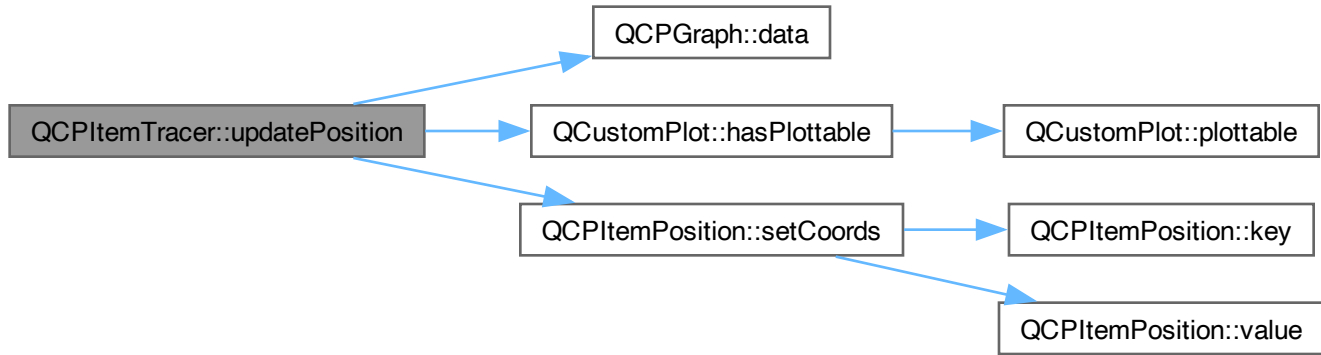 QCPGraph::data
QCPItemTracer::updatePosition
QCustomPlot::hasPlottable
QCustomPlot::plottable
QCPItemPosition::setCoords
QCPItemPosition::key
QCPItemPosition::value